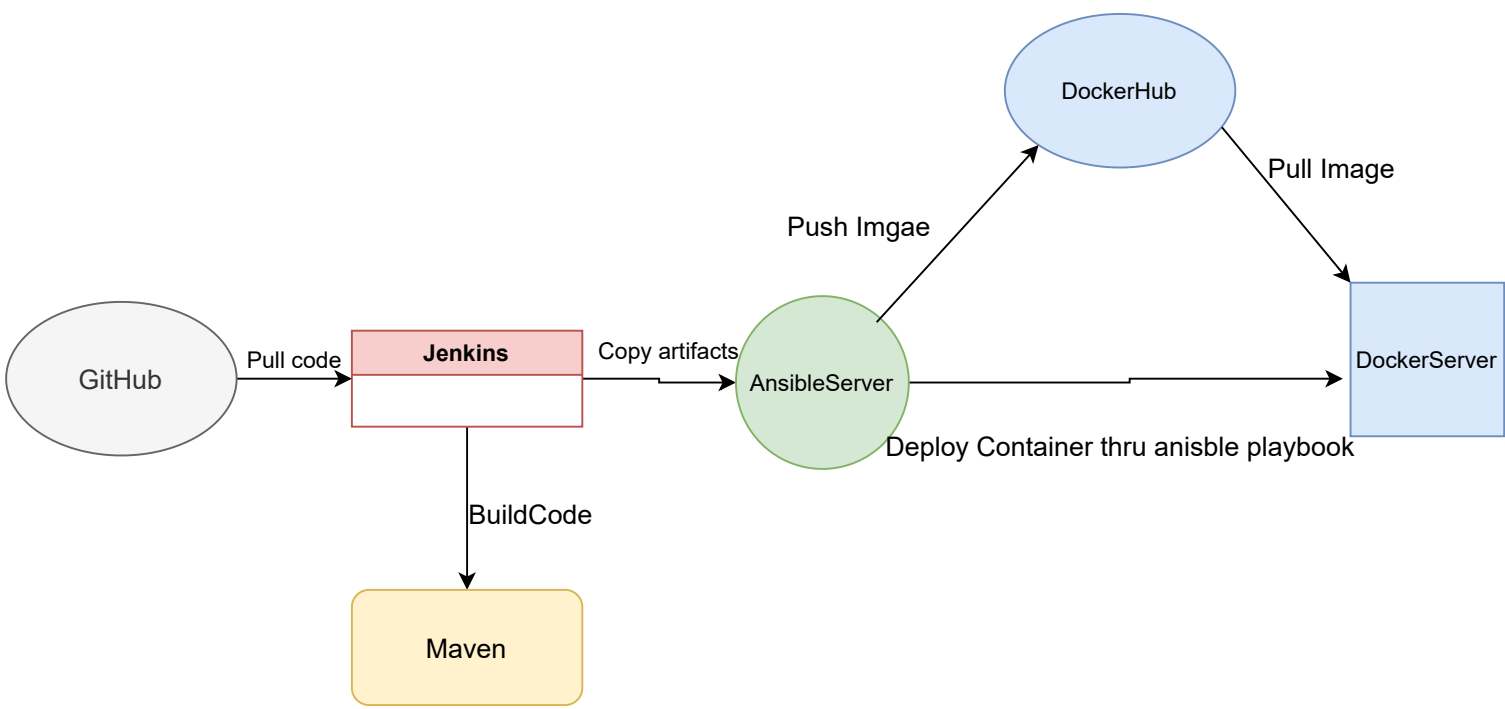 DockerHub
Pull Image
Push Imgae
GitHub
Pull code
Jenkins
Copy artifacts
AnsibleServer
DockerServer
Deploy Container thru anisble playbook
BuildCode
Maven